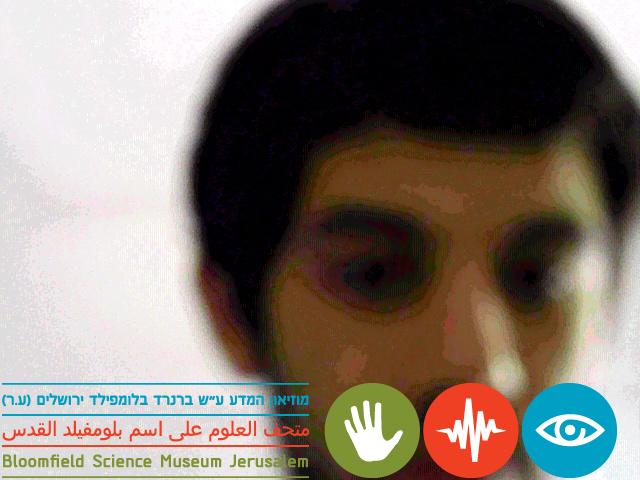 מוזיאון המדע ע״ש ברנרד בלומפילד ירושלים (ע.ר)
متحف العلوم على اسم بلومفيلد القدس
Bloomfield Science Museum Jerusalem